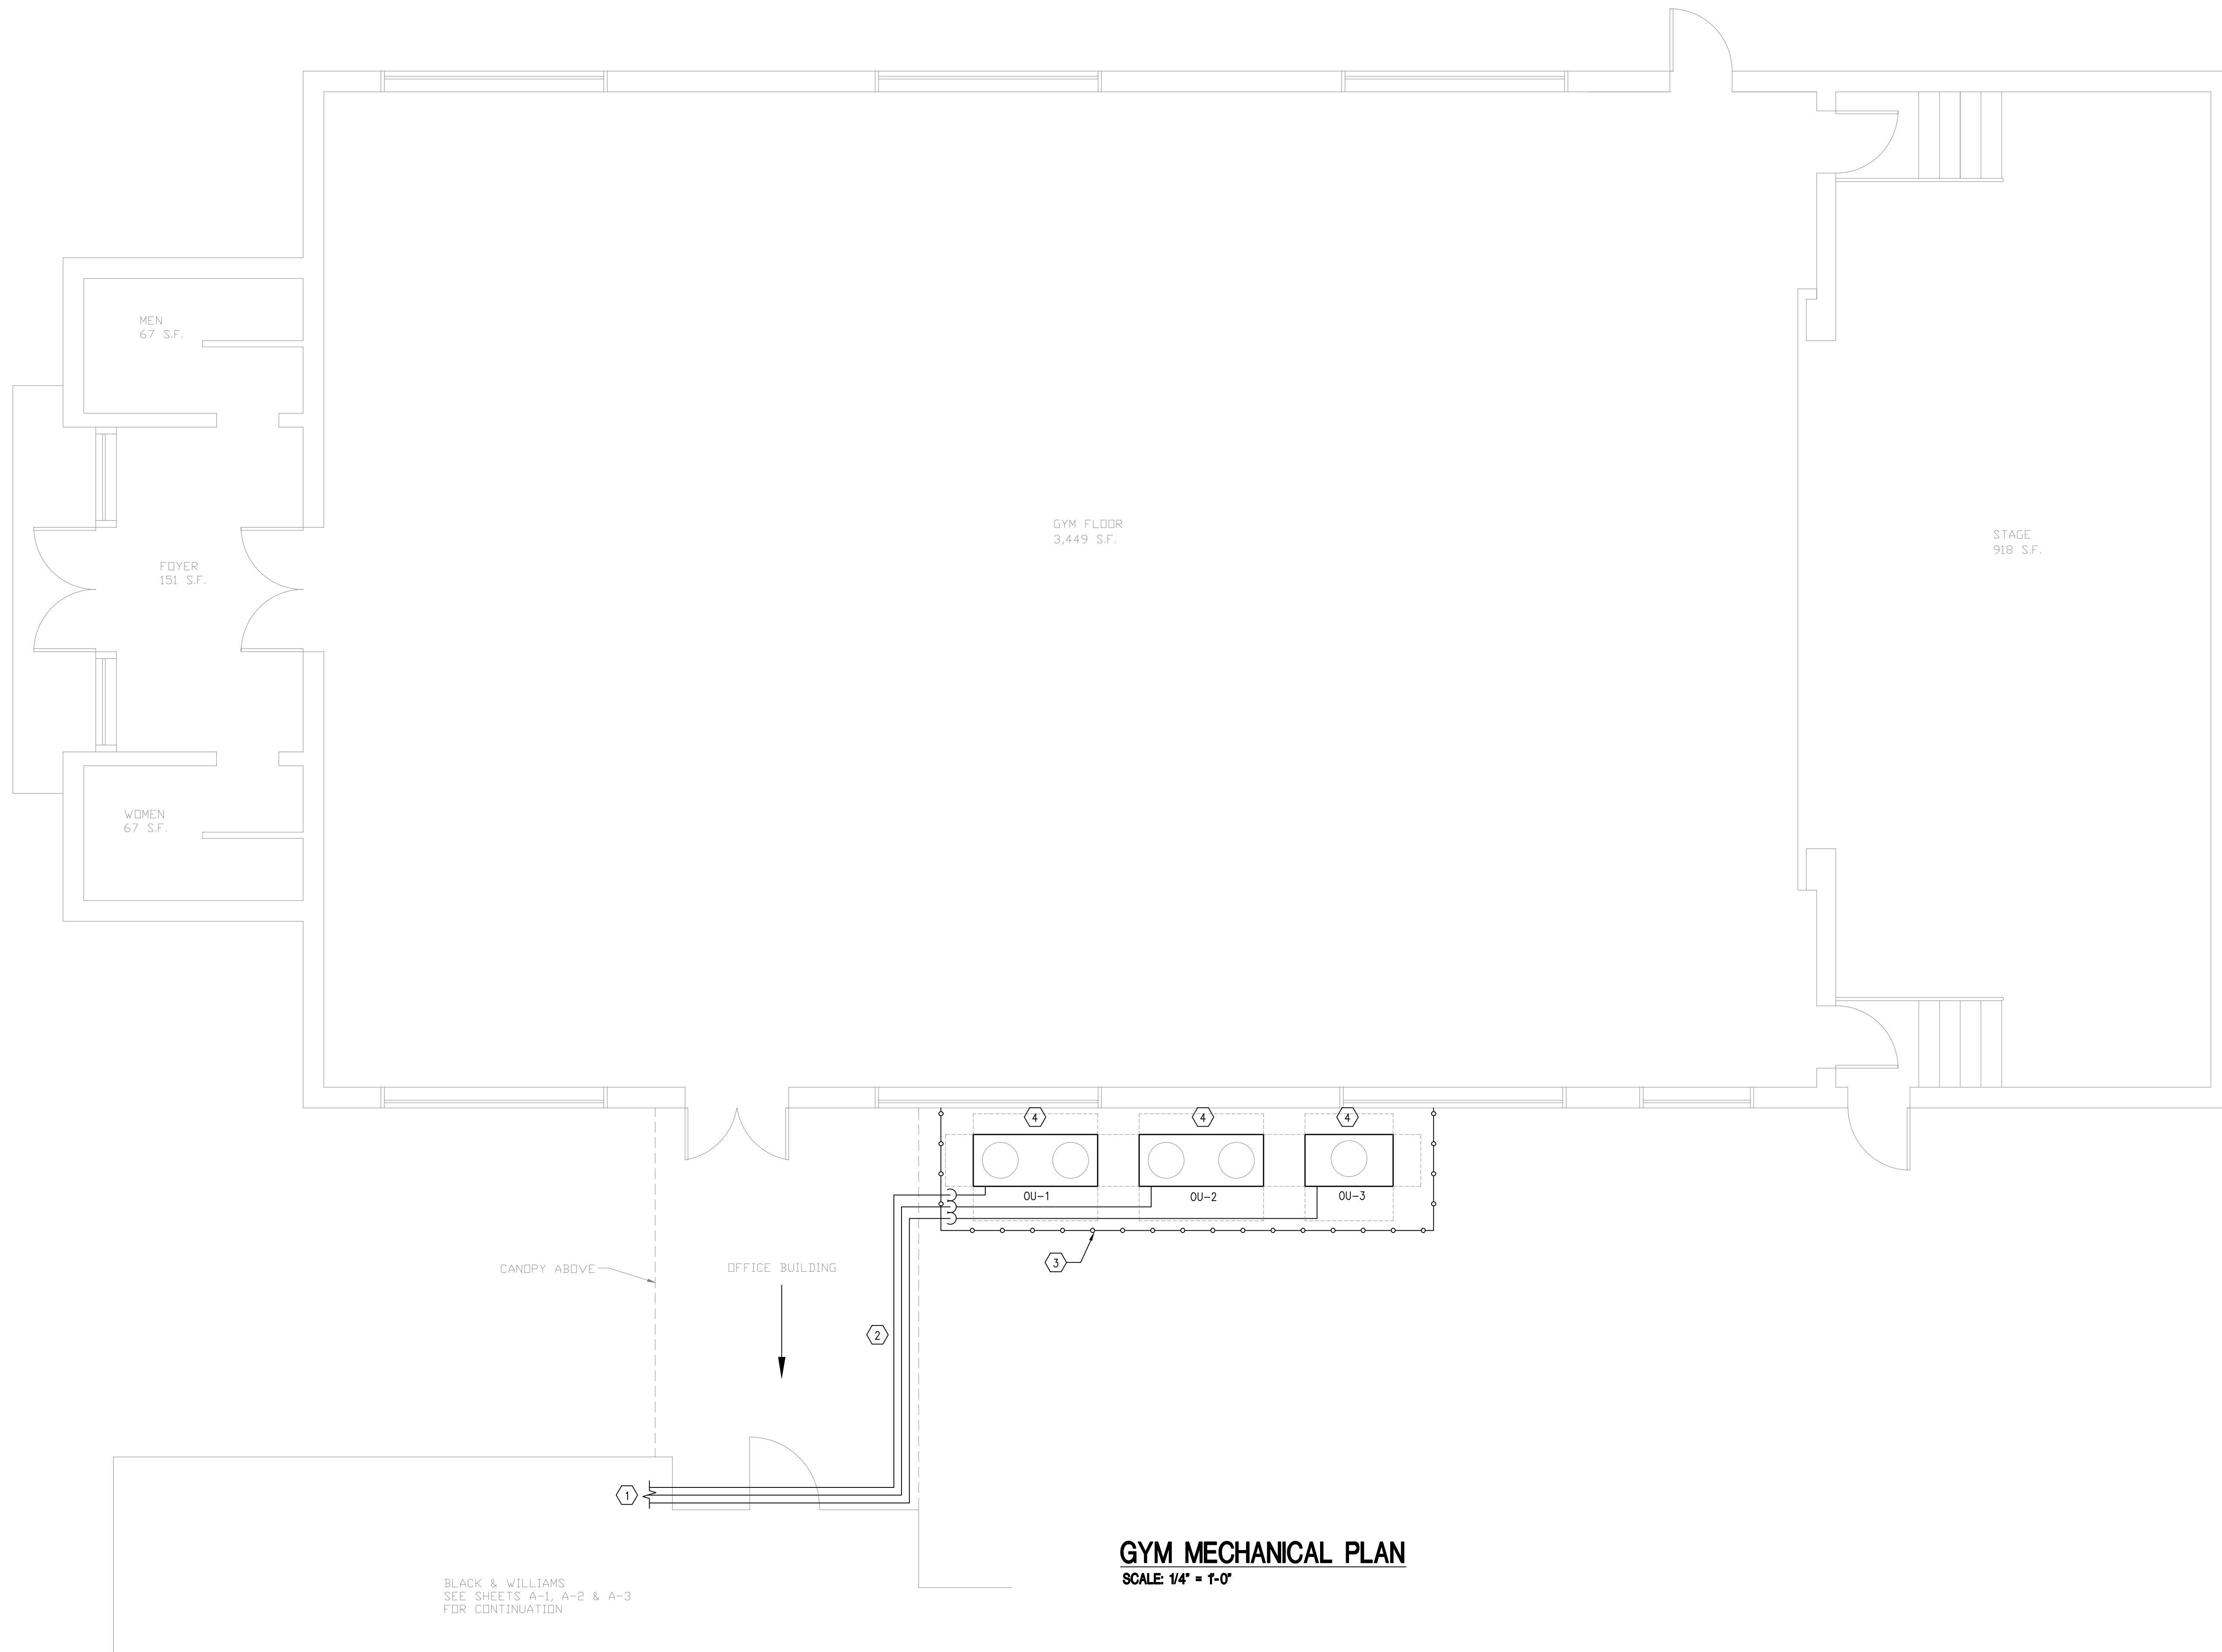 MEN
67 S.F.
GYM FLOOR
3,449 S.F.
STAGE
918 S.F.
FOYER
151 S.F.
WOMEN
67 S.F.
4
4
4
OU-1
OU-2
OU-3
3
CANOPY ABOVE
OFFICE BUILDING
2
1
GYM MECHANICAL PLAN
SCALE: 1/4" = 1'-0"
BLACK & WILLIAMS
SEE SHEETS A-1, A-2 & A-3
FOR CONTINUATION